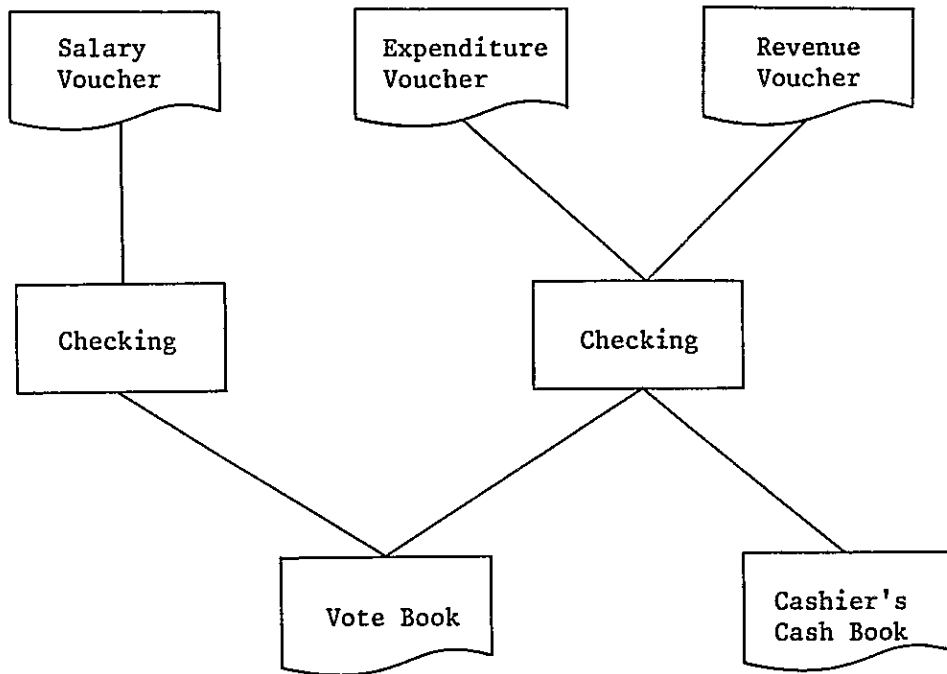 Salary
Voucher
Expenditure
Voucher
Revenue
Voucher
Checking
Checking
Vote Book
Cashier's
Cash Book